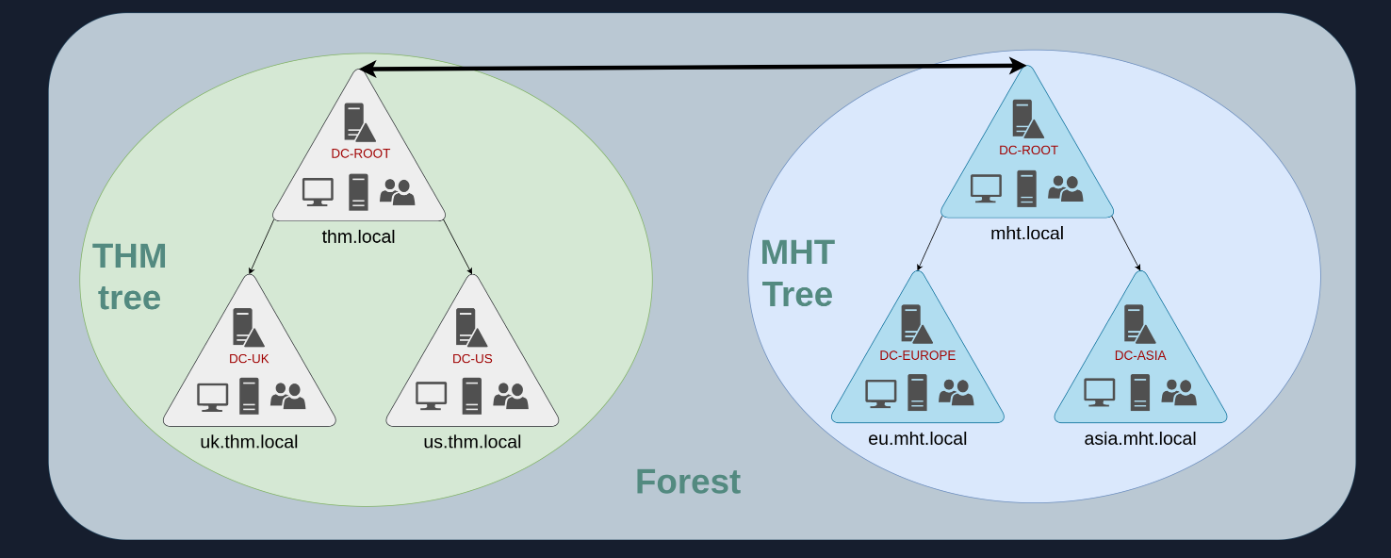 DC-ROOT
thm.local
THM
tree
DC-UK
uk.thm.local
DC-US
us.thm.local
DC-ROOT
mht.local
MHT
Tree
DC-EUROPE
eu.mht.local
DC-ASIA
asia.mht.local
Forest